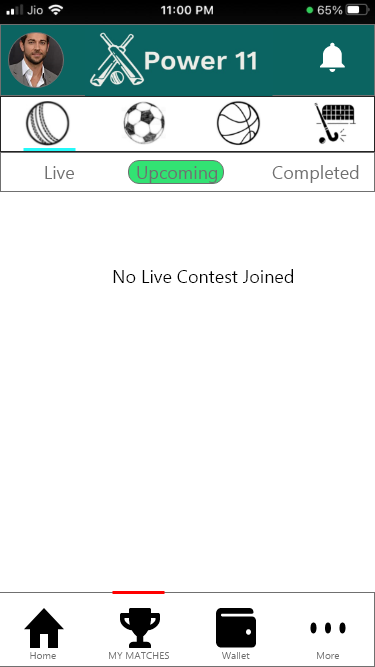 Jio 11:00 PM 65%
Power 11
Live Upcoming Completed
No Live Contest Joined
Home MY MATCHES Wallet More